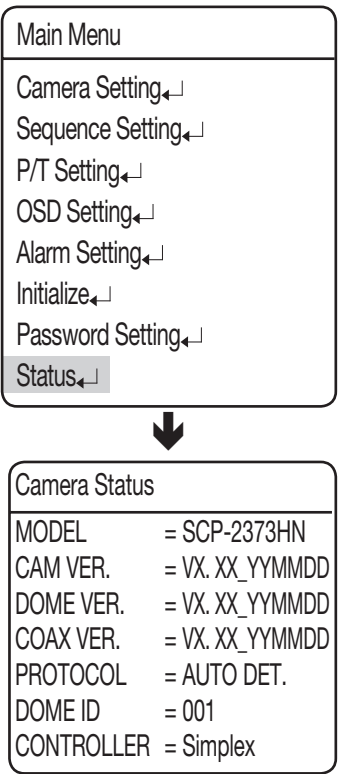 Main Menu
Camera Setting↵
Sequence Setting↵
P/T Setting↵
OSD Setting↵
Alarm Setting↵
Initialize↵
Password Setting↵
Status↵
Camera Status
MODEL = SCP-2373HN
CAM VER. = VX. XX_YYMMDD
DOME VER. = VX. XX_YYMMDD
COAX VER. = VX. XX_YYMMDD
PROTOCOL = AUTO DET.
DOME ID = 001
CONTROLLER = Simplex